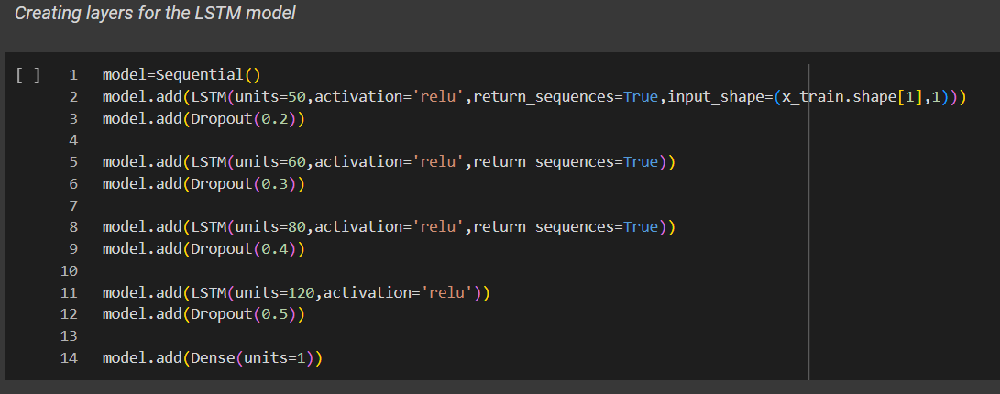 Creating layers for the LSTM model
[ ] 1 model=Sequential()
2 model.add(LSTM(units=50,activation='relu',return_sequences=True,input_shape=(x_train.shape[1],1)))
3 model.add(Dropout(0.2))
4
5 model.add(LSTM(units=60,activation='relu',return_sequences=True))
6 model.add(Dropout(0.3))
7
8 model.add(LSTM(units=80,activation='relu',return_sequences=True))
9 model.add(Dropout(0.4))
10
11 model.add(LSTM(units=120,activation='relu'))
12 model.add(Dropout(0.5))
13
14 model.add(Dense(units=1))